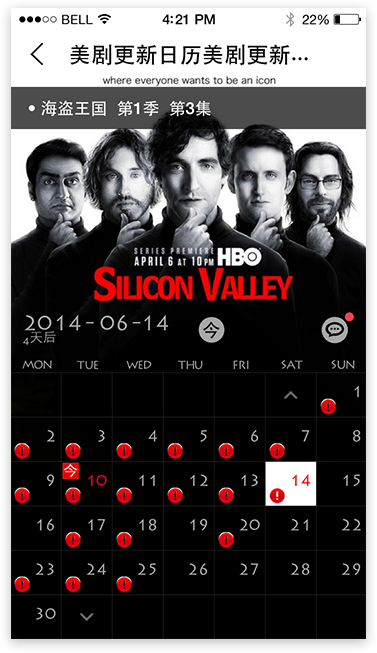 BELL 4:21 PM 22%
美剧更新日历美剧更新...
where everyone wants to be an icon
• 海盗王国 第1季 第3集
SERIES PREMIERE
APRIL 6 AT 10PM HBO
SILICON VALLEY
2014-06-14 今
4天后
MON TUE WED THU FRI SAT SUN
1
2 3 4 5 6 7 8
9 今 10 11 12 13 14 15
16 17 18 19 20 21 22
23 24 25 26 27 28 29
30